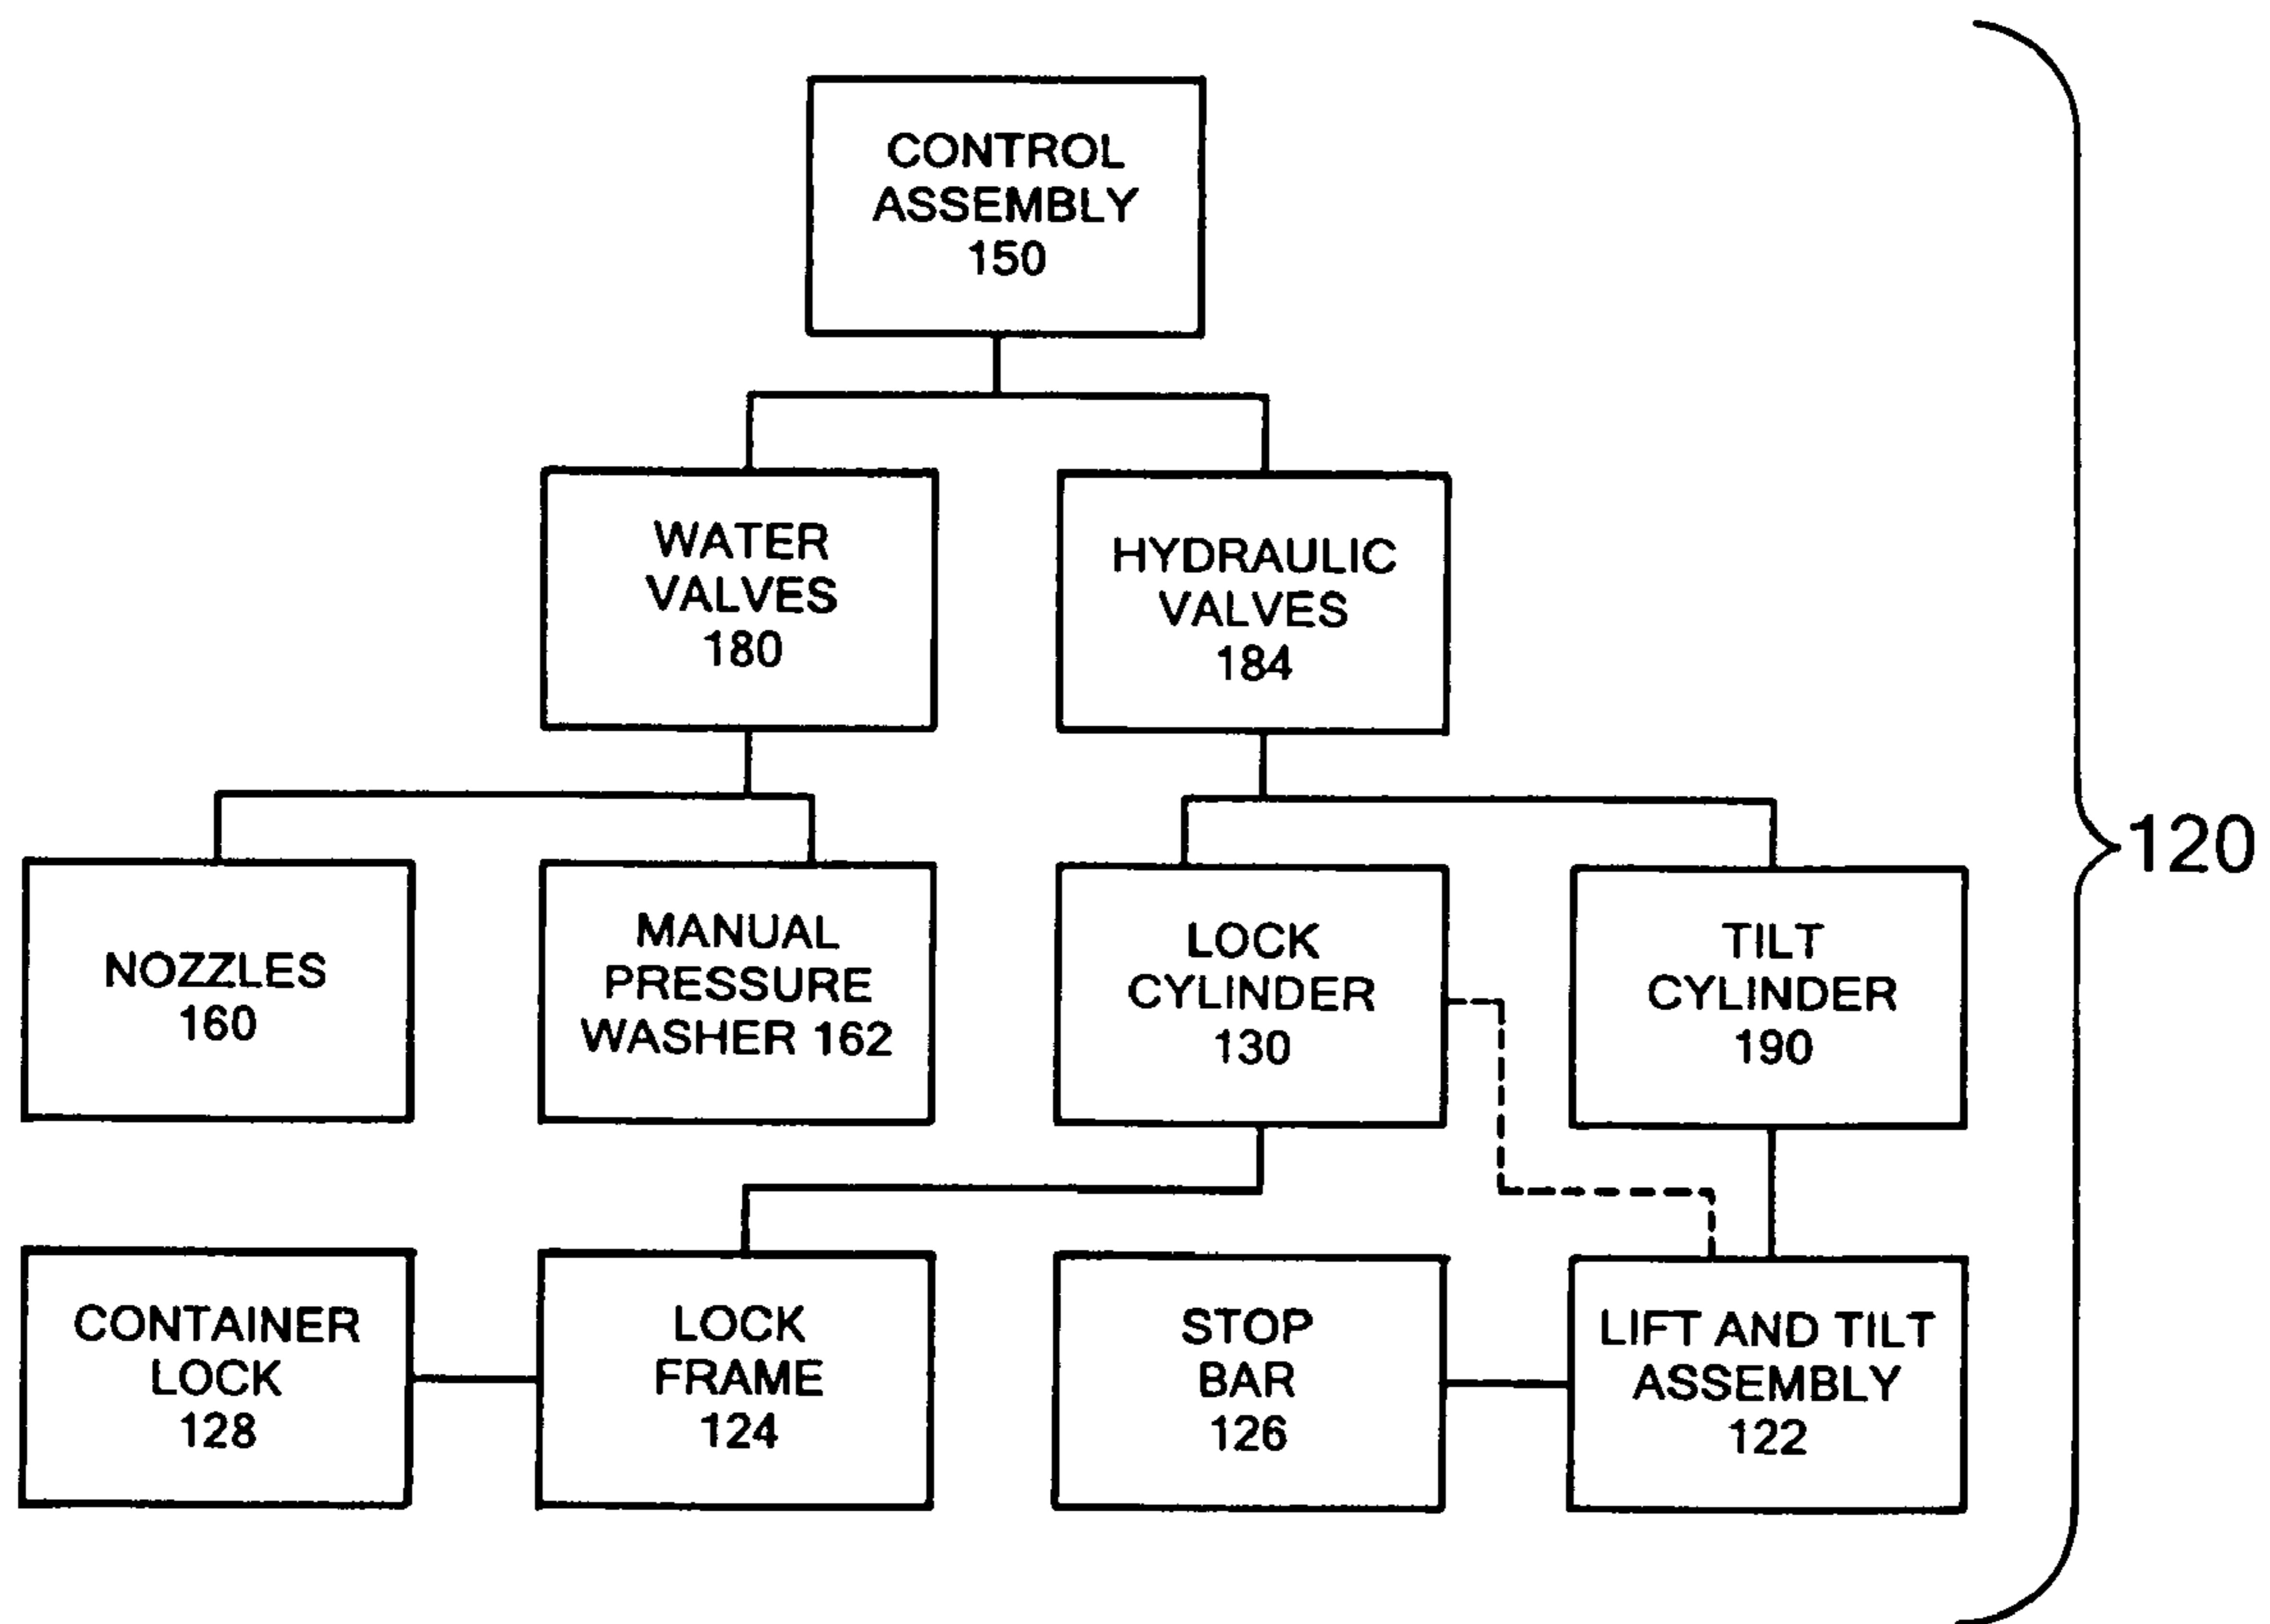 CONTROL
ASSEMBLY
150
WATER
VALVES
180
HYDRAULIC
VALVES
184
NOZZLES
160
MANUAL
PRESSURE
WASHER 162
LOCK
CYLINDER
130
TILT
CYLINDER
190
120
CONTAINER
LOCK
128
LOCK
FRAME
124
STOP
BAR
126
LIFT AND TILT
ASSEMBLY
122